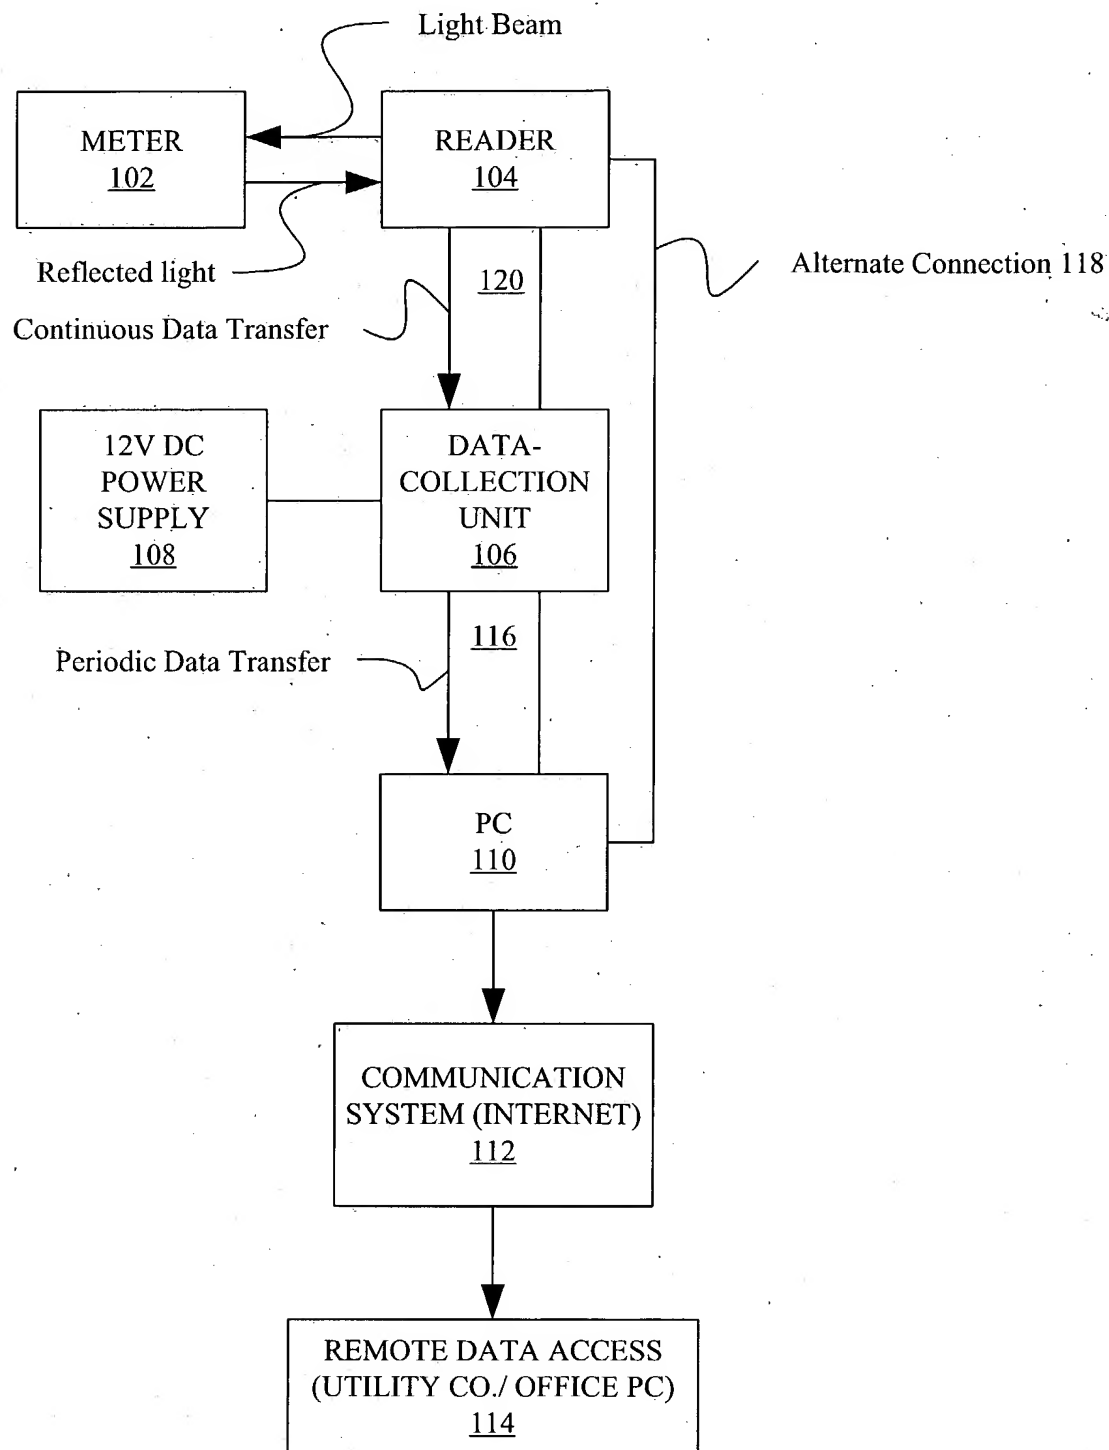 Light Beam
METER
102
READER
104
Reflected light
120
Alternate Connection 118
Continuous Data Transfer
12V DC
POWER
SUPPLY
108
DATA-
COLLECTION
UNIT
106
116
Periodic Data Transfer
PC
110
COMMUNICATION
SYSTEM (INTERNET)
112
REMOTE DATA ACCESS
(UTILITY CO./ OFFICE PC)
114